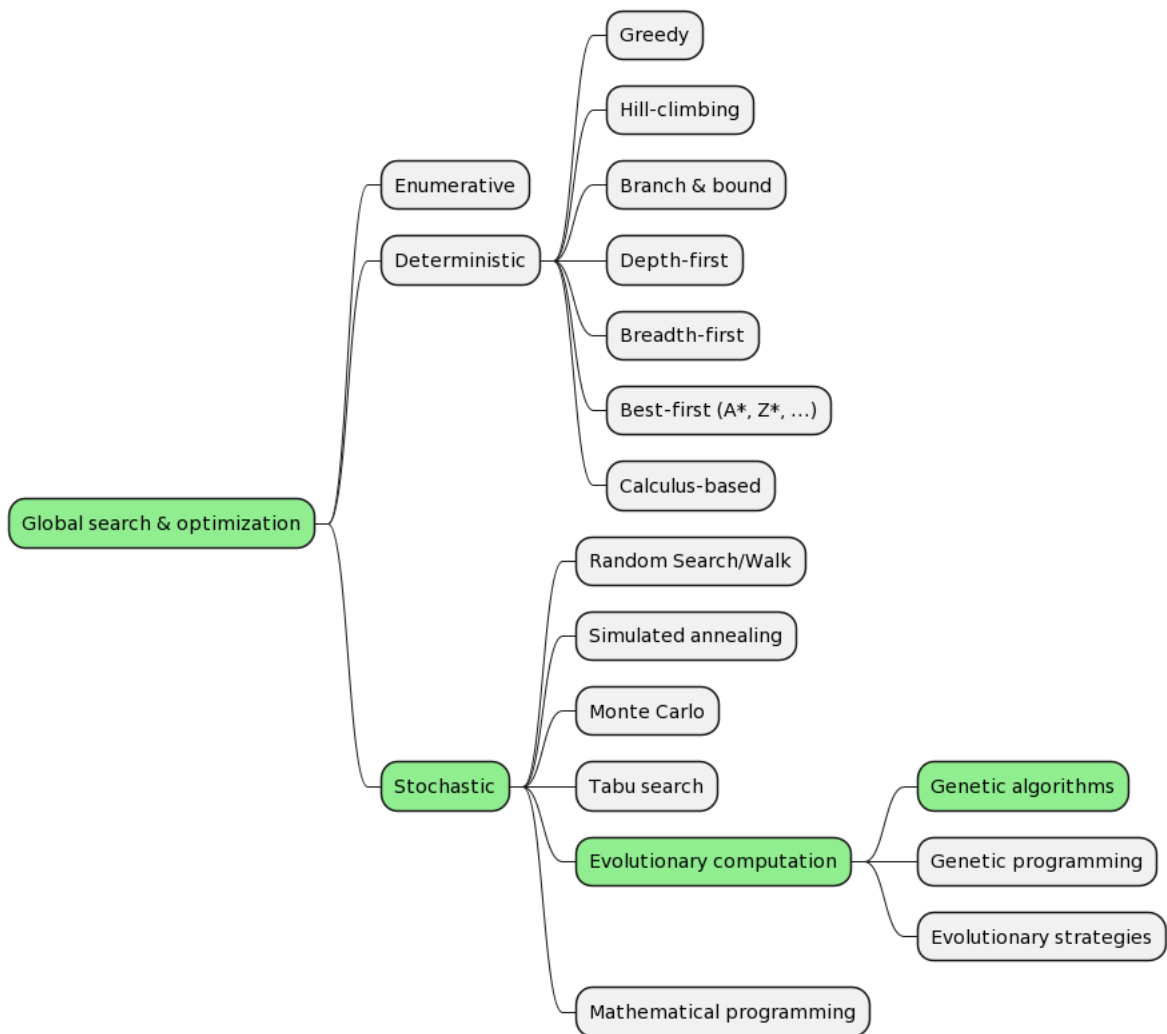 Global search & optimization
Enumerative
Deterministic
Greedy
Hill-climbing
Branch & bound
Depth-first
Breadth-first
Best-first (A*, Z*, ...)
Calculus-based
Stochastic
Random Search/Walk
Simulated annealing
Monte Carlo
Tabu search
Evolutionary computation
Genetic algorithms
Genetic programming
Evolutionary strategies
Mathematical programming